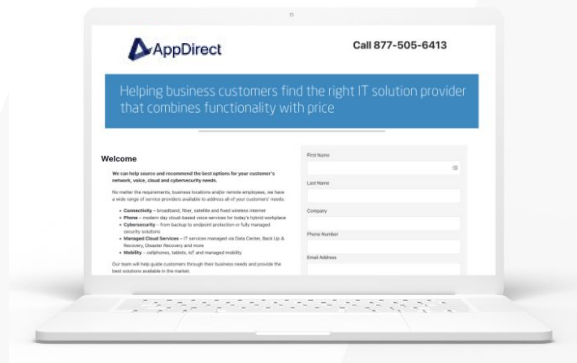 AppDirect
Call 877-505-6413
Helping business customers find the right IT solution provider
that combines functionality with price
Welcome
We can help source and recommend the best options for your customer's
network, voice, cloud and cybersecurity needs.
No matter the requirements, business locations and/or remote employees, we have
a wide range of service providers available to address all of your customers' needs:
• Connectivity – broadband, fiber, satellite and fixed wireless internet
• Phone – modern day cloud-based voice services for today's hybrid workplace
• Cybersecurity – from backup to endpoint protection or fully managed
security solutions
• Managed Cloud Services – IT services managed via Data Center, Back Up &
Recovery, Disaster Recovery and more
• Mobility – cellphones, tablets, IoT and managed mobility
Our team will help guide customers through their business needs and provide the
best solutions available in the market.
First Name
Last Name
Company
Phone Number
Email Address